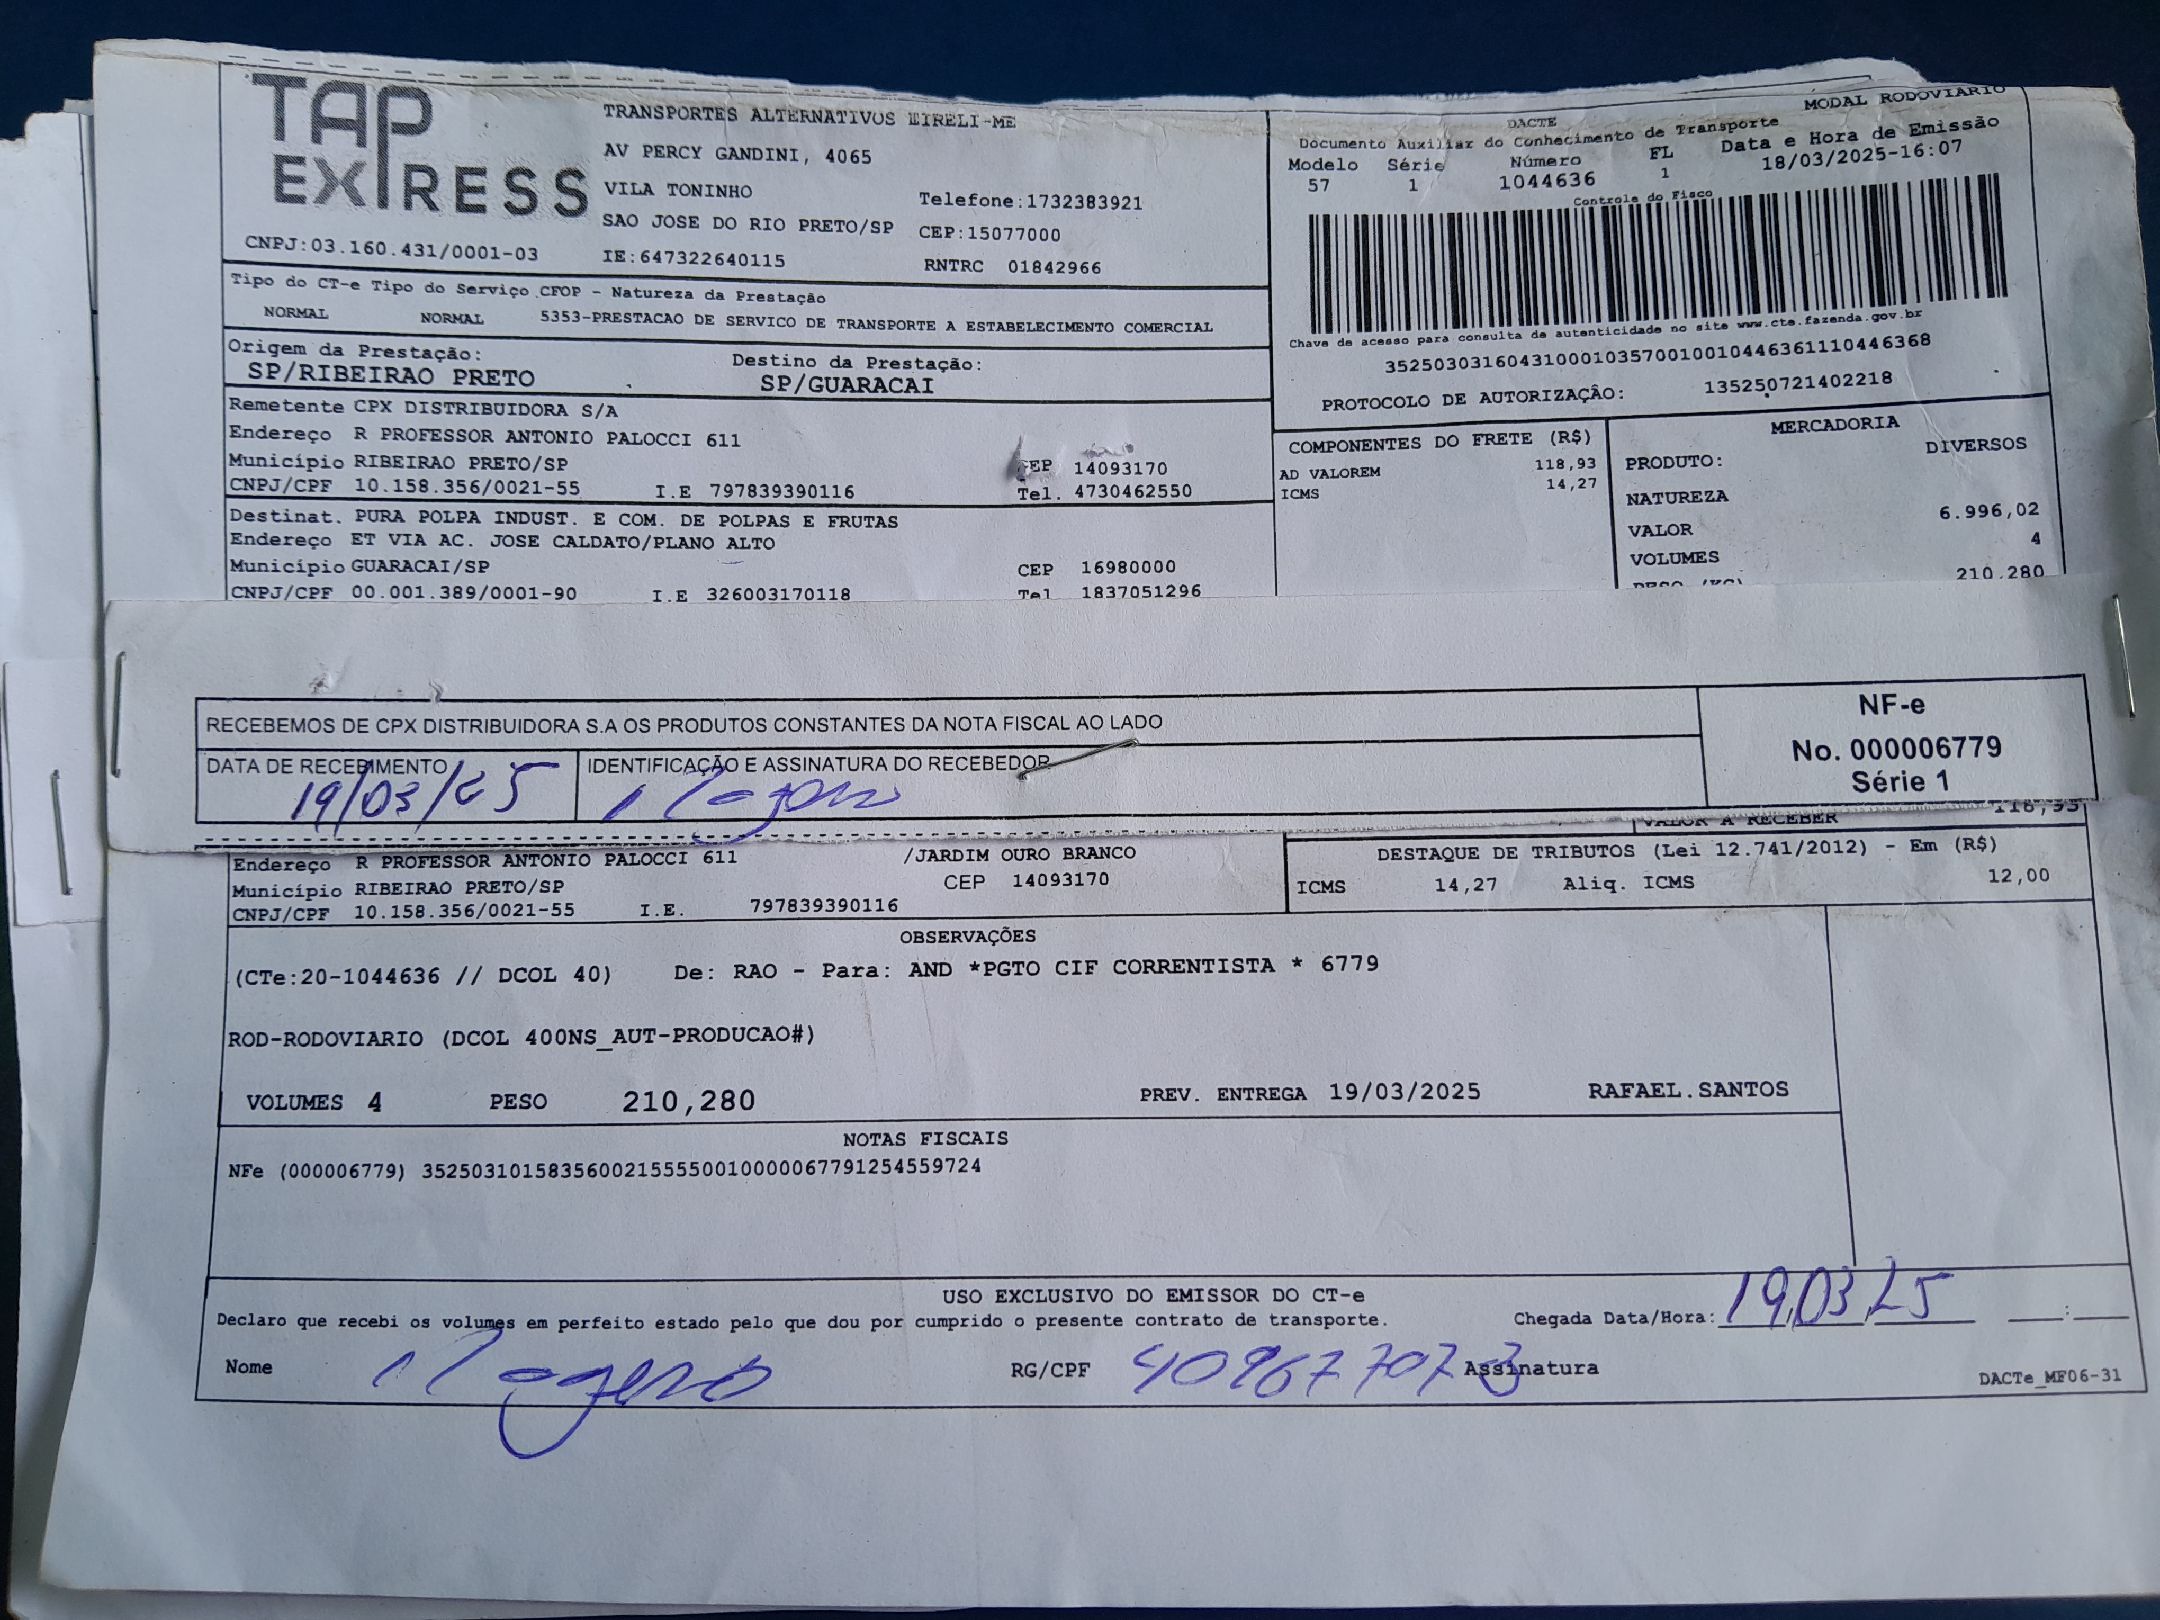 TAP EXPRESS
TRANSPORTES ALTERNATIVOS EIRELI-ME
AV PERCY GANDINI, 4065
VILA TONINHO Telefone:1732383921
SAO JOSE DO RIO PRETO/SP CEP:15077000
CNPJ:03.160.431/0001-03 IE:647322640115 RNTRC 01842966
MODAL RODOVIARIO
DACTE
Documento Auxiliar do Conhecimento de Transporte
Modelo Série Número FL Data e Hora de Emissão
57 1 1044636 1 18/03/2025-16:07
Controle do Fisco
Chave de acesso para consulta de autenticidade no site www.cte.fazenda.gov.br
35250303160431000103570010010446361110446368
PROTOCOLO DE AUTORIZAÇÂO: 135250721402218
Tipo do CT-e Tipo do Serviço CFOP - Natureza da Prestação
NORMAL NORMAL 5353-PRESTACAO DE SERVICO DE TRANSPORTE A ESTABELECIMENTO COMERCIAL
Origem da Prestação: Destino da Prestação:
SP/RIBEIRAO PRETO SP/GUARACAI
Remetente CPX DISTRIBUIDORA S/A
Endereço R PROFESSOR ANTONIO PALOCCI 611
Município RIBEIRAO PRETO/SP CEP 14093170
CNPJ/CPF 10.158.356/0021-55 I.E 797839390116 Tel. 4730462550
Destinat. PURA POLPA INDUST. E COM. DE POLPAS E FRUTAS
Endereço ET VIA AC. JOSE CALDATO/PLANO ALTO
Município GUARACAI/SP CEP 16980000
CNPJ/CPF 00.001.389/0001-90 I.E 326003170118 Tel 1837051296
COMPONENTES DO FRETE (R$)
AD VALOREM 118,93
ICMS 14,27
MERCADORIA
PRODUTO: DIVERSOS
NATUREZA
VALOR 6.996,02
VOLUMES 4
PESO (KG) 210,280
RECEBEMOS DE CPX DISTRIBUIDORA S.A OS PRODUTOS CONSTANTES DA NOTA FISCAL AO LADO
DATA DE RECEBIMENTO IDENTIFICAÇÃO E ASSINATURA DO RECEBEDOR
19/03/25
NF-e
No. 000006779
Série 1
VALOR A RECEBER 118,93
Endereço R PROFESSOR ANTONIO PALOCCI 611 /JARDIM OURO BRANCO
Município RIBEIRAO PRETO/SP CEP 14093170
CNPJ/CPF 10.158.356/0021-55 I.E. 797839390116
DESTAQUE DE TRIBUTOS (Lei 12.741/2012) - Em (R$)
ICMS 14,27 Aliq. ICMS 12,00
OBSERVAÇÕES
(CTe:20-1044636 // DCOL 40) De: RAO - Para: AND *PGTO CIF CORRENTISTA * 6779
ROD-RODOVIARIO (DCOL 400NS_AUT-PRODUCAO#)
VOLUMES 4 PESO 210,280 PREV. ENTREGA 19/03/2025 RAFAEL.SANTOS
NOTAS FISCAIS
NFe (000006779) 35250310158356002155550010000067791254559724
USO EXCLUSIVO DO EMISSOR DO CT-e
Declaro que recebi os volumes em perfeito estado pelo que dou por cumprido o presente contrato de transporte. Chegada Data/Hora: 19/03/25 :
Nome RG/CPF 40967707-3 Assinatura
DACTe_MF06-31